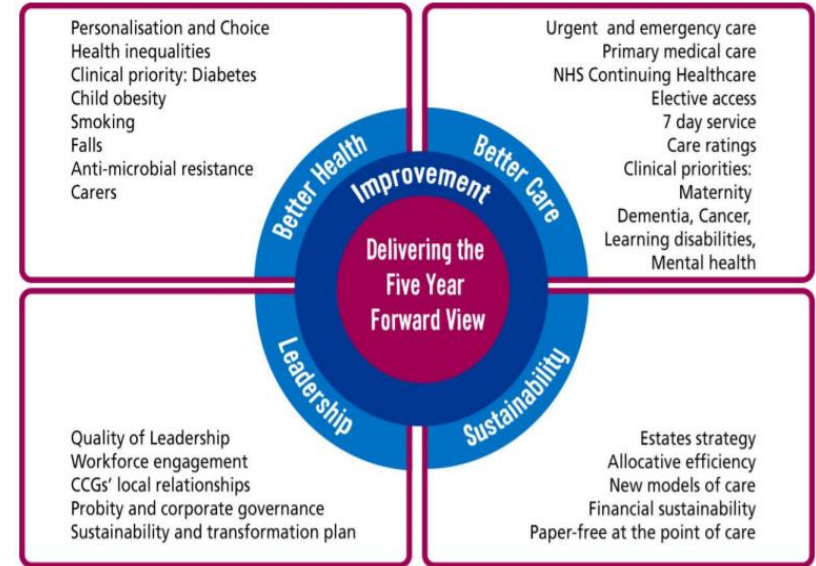 Personalisation and Choice
Health inequalities
Clinical priority: Diabetes
Child obesity
Smoking
Falls
Anti-microbial resistance
Carers
Urgent and emergency care
Primary medical care
NHS Continuing Healthcare
Elective access
7 day service
Care ratings
Clinical priorities:
Maternity
Dementia, Cancer,
Learning disabilities,
Mental health
Better Health
Better Care
Improvement
Delivering the
Five Year
Forward View
Leadership
Sustainability
Quality of Leadership
Workforce engagement
CCGs' local relationships
Probity and corporate governance
Sustainability and transformation plan
Estates strategy
Allocative efficiency
New models of care
Financial sustainability
Paper-free at the point of care